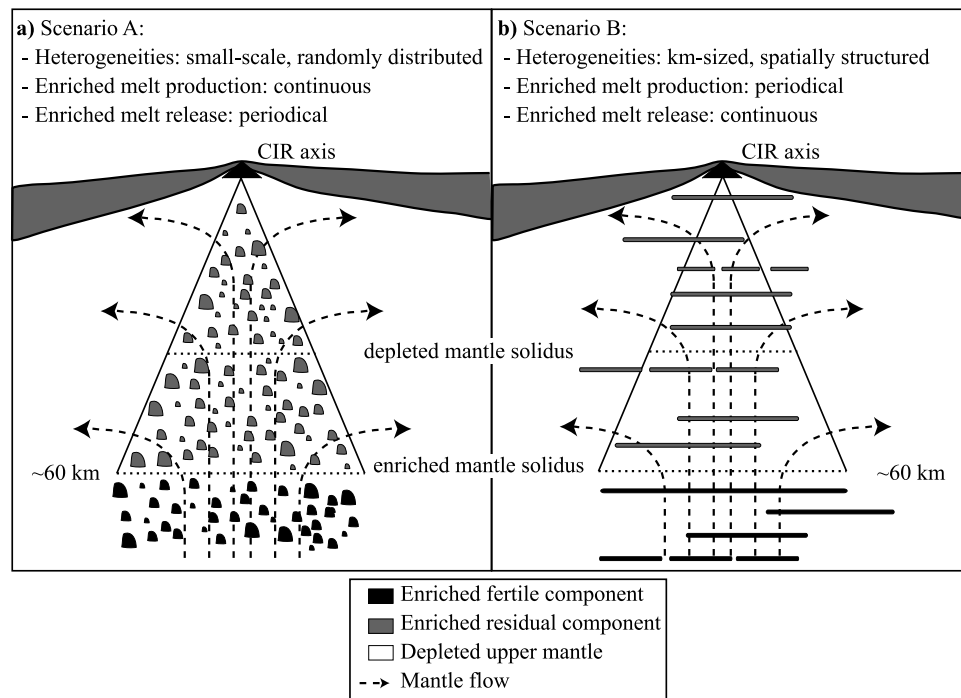 a) Scenario A:
- Heterogeneities: small-scale, randomly distributed
- Enriched melt production: continuous
- Enriched melt release: periodical
CIR axis
depleted mantle solidus
~60 km
enriched mantle solidus
b) Scenario B:
- Heterogeneities: km-sized, spatially structured
- Enriched melt production: periodical
- Enriched melt release: continuous
CIR axis
~60 km
Enriched fertile component
Enriched residual component
Depleted upper mantle
Mantle flow